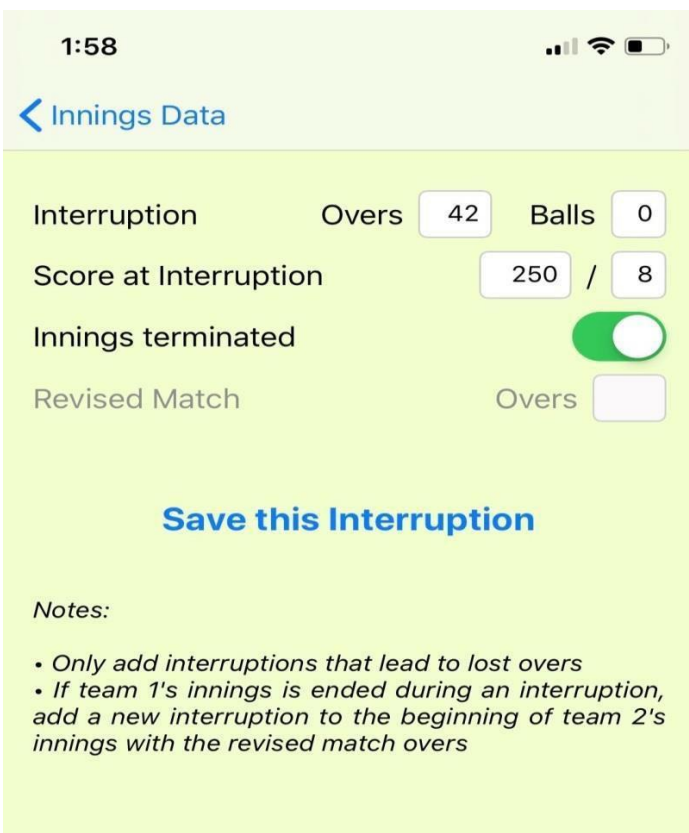 1:58
Innings Data
Interruption Overs 42 Balls 0
Score at Interruption 250 / 8
Innings terminated
Revised Match Overs
Save this Interruption
Notes:
• Only add interruptions that lead to lost overs
• If team 1's innings is ended during an interruption,
add a new interruption to the beginning of team 2's
innings with the revised match overs